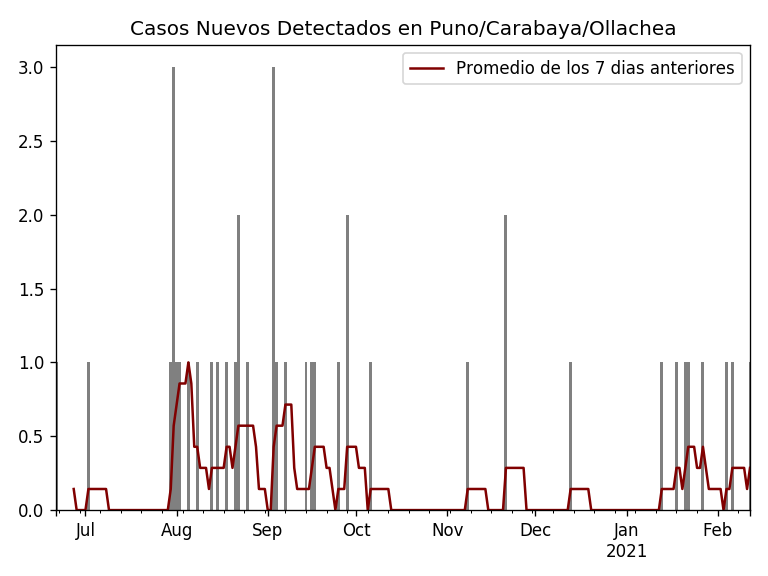 Casos Nuevos Detectados en Puno/Carabaya/Ollachea
Promedio de los 7 dias anteriores
3.0
2.5
2.0
1.5
1.0
0.5
0.0
Jul Aug Sep Oct Nov Dec Jan Feb
2021